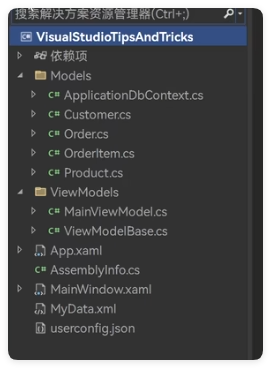 搜索解决方案资源管理器(Ctrl+;)
VisualStudioTipsAndTricks
依赖项
Models
C# ApplicationDbContext.cs
C# Customer.cs
C# Order.cs
C# OrderItem.cs
C# Product.cs
ViewModels
C# MainViewModel.cs
C# ViewModelBase.cs
App.xaml
C# AssemblyInfo.cs
MainWindow.xaml
MyData.xml
userconfig.json